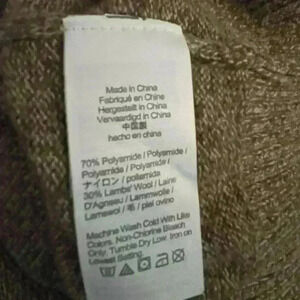 Made in China
Fabriqué en Chine
Hergestellt in China
Vervaardigd in China
中国製
hecho en china
70% Polyamide / Polyamide /
Polyamide / Polyamide /
ナイロン / poliamida
30% Lambs' Wool / Laine
D'Agneau / Lammwolle /
Lamswol / 毛 / piel ovino
Machine Wash Cold With Like
Colors, Non-Chlorine Bleach
Only, Tumble Dry Low. Iron on
Lowest Setting